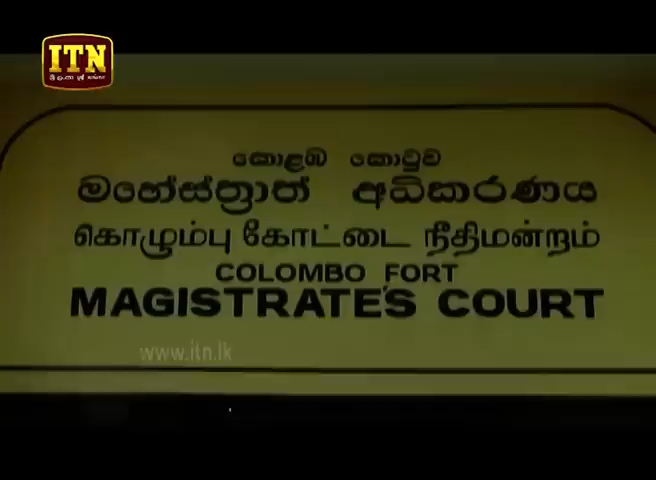 ITN
කොළඹ කොටුව
මහේස්ත්‍රාත් අධිකරණය
கொழும்பு கோட்டை நீதிமன்றம்
COLOMBO FORT
MAGISTRATE'S COURT
www.itn.lk